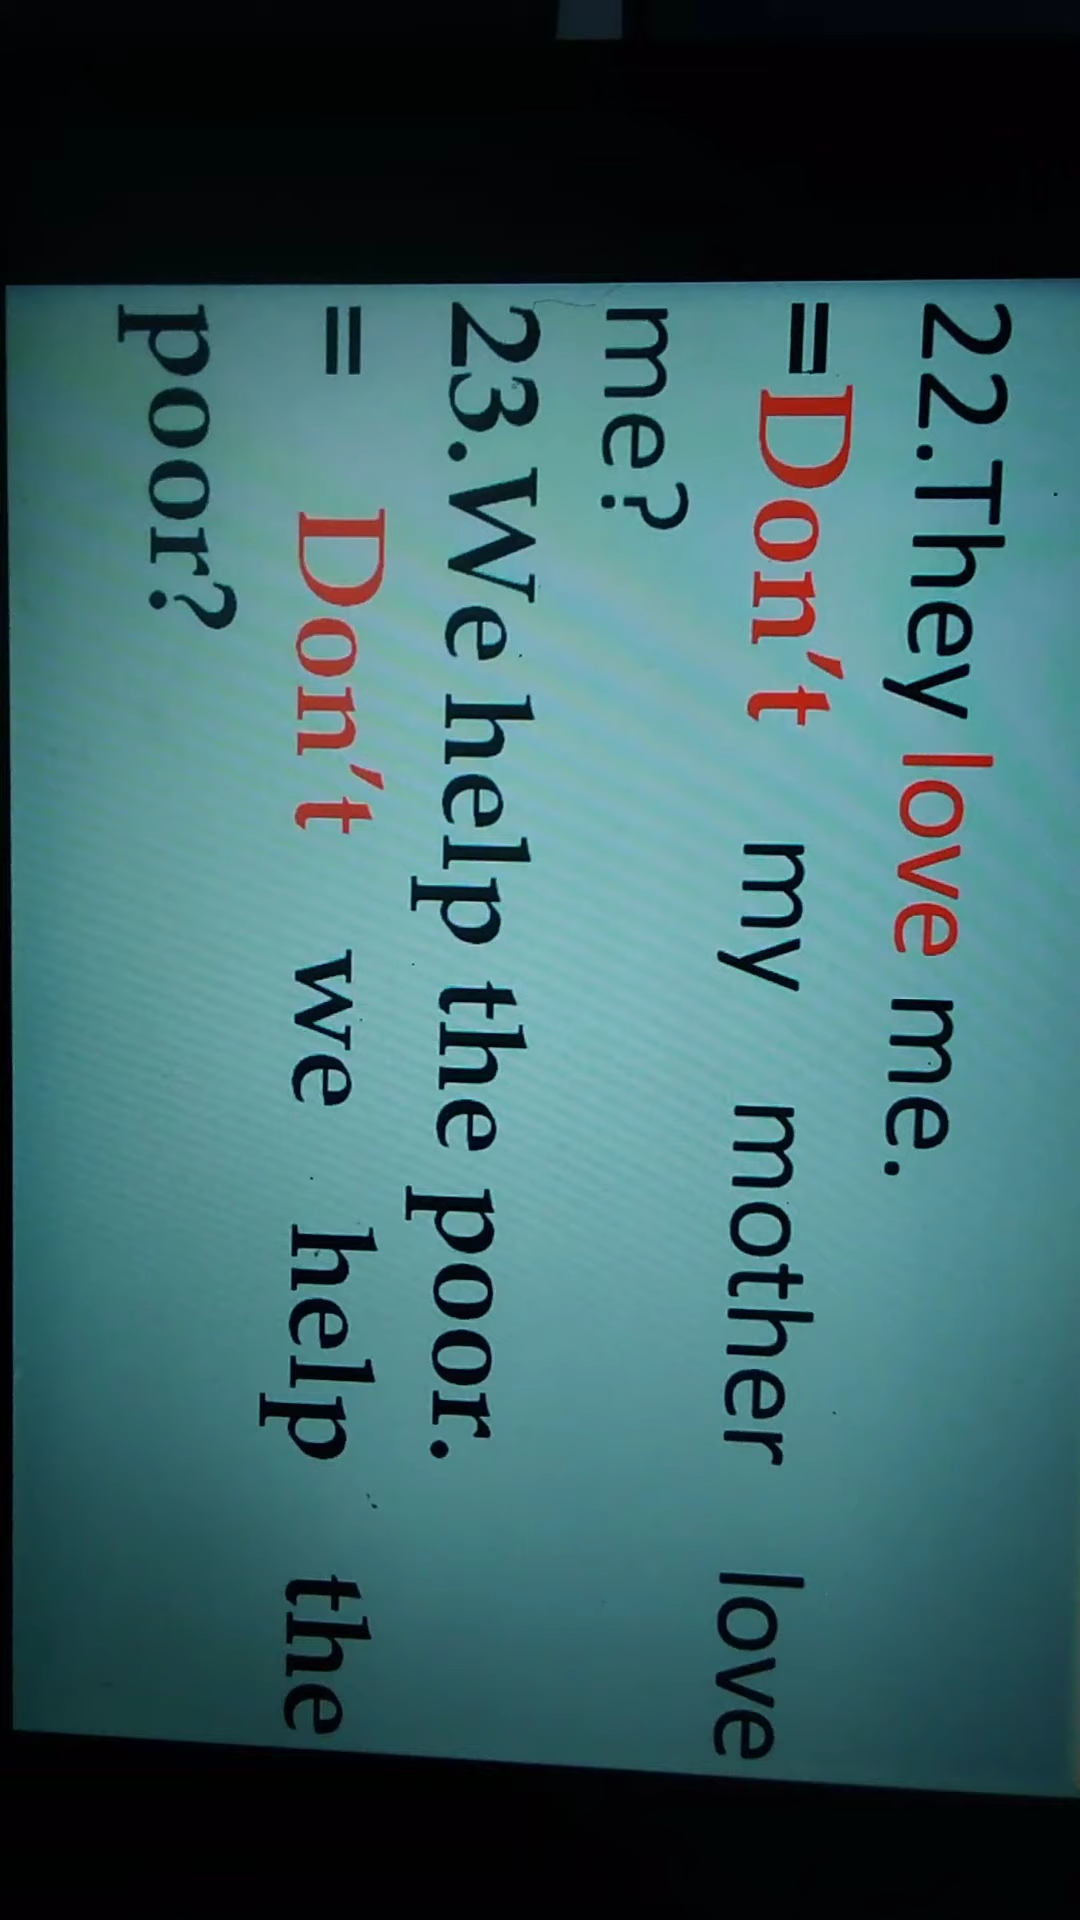 22.They love me.
=Don't my mother love
me?
23.We help the poor.
= Don't we help the
poor?